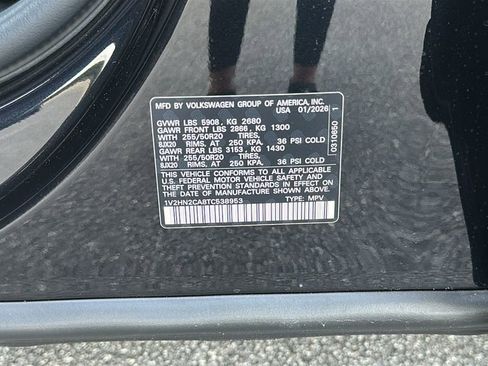 MFD BY VOLKSWAGEN GROUP OF AMERICA, INC.
USA 01/2026
GVWR LBS 5908, KG 2680
GAWR FRONT LBS 2866, KG 1300
WITH 255/50R20 TIRES,
8JX20 RIMS, AT 250 KPA, 36 PSI COLD
GAWR REAR LBS 3153, KG 1430
WITH 255/50R20 TIRES,
8JX20 RIMS, AT 250 KPA, 36 PSI COLD
THIS VEHICLE CONFORMS TO ALL APPLICABLE
U.S. FEDERAL MOTOR VEHICLE SAFETY AND
THEFT PREVENTION STANDARDS IN EFFECT ON
THE DATE OF MANUFACTURE SHOWN ABOVE.
1V2HN2CA8TC538953 TYPE: MPV
0310650 1